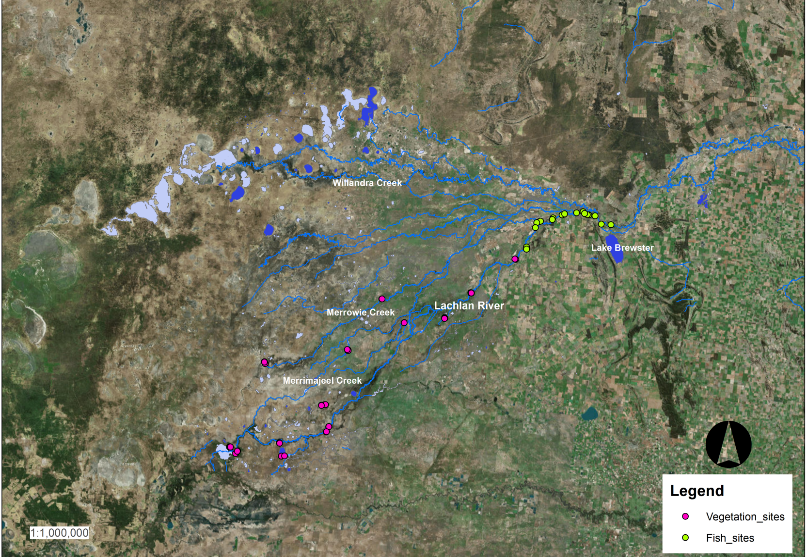 Willandra Creek
Lake Brewster
Lachlan River
Merrowie Creek
Merrimajeel Creek
Legend
Vegetation_sites
Fish_sites
1:1,000,000